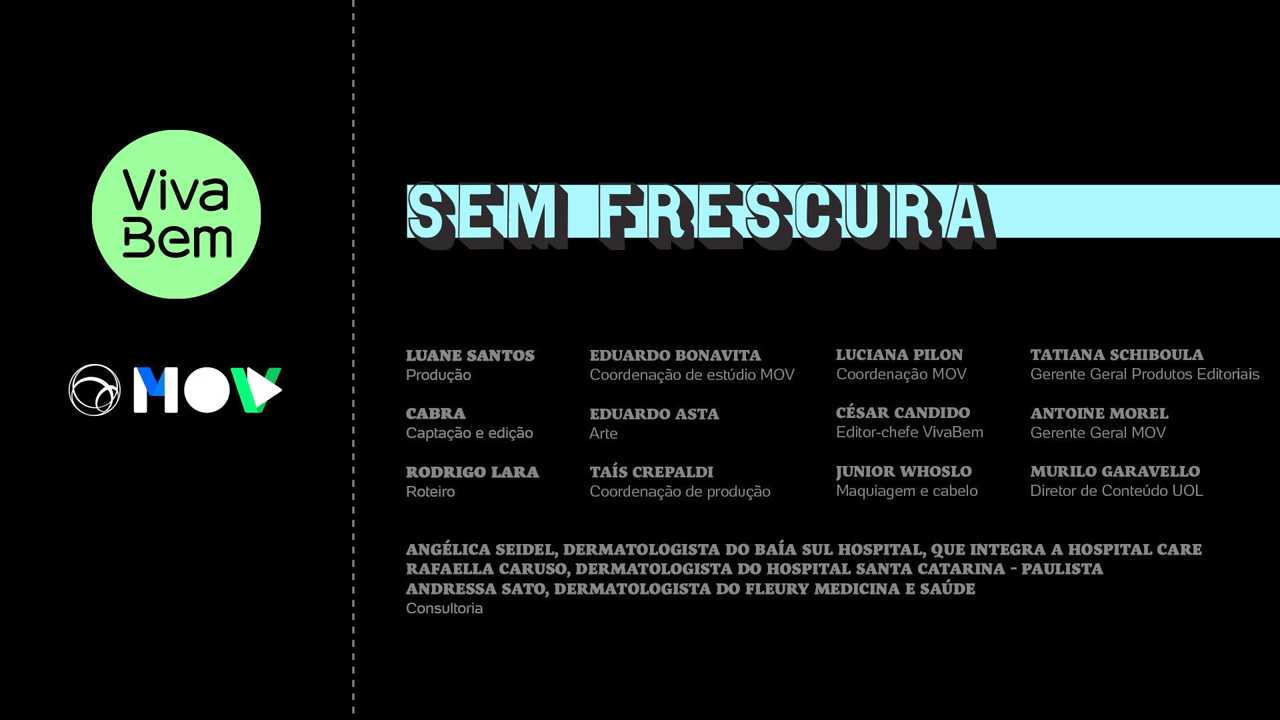 Viva
Bem
MOV
SEM FRESCURA
LUANE SANTOS
Produção
EDUARDO BONAVITA
Coordenação de estúdio MOV
LUCIANA PILON
Coordenação MOV
TATIANA SCHIBOULA
Gerente Geral Produtos Editoriais
CABRA
Captação e edição
EDUARDO ASTA
Arte
CÉSAR CANDIDO
Editor-chefe VivaBem
ANTOINE MOREL
Gerente Geral MOV
RODRIGO LARA
Roteiro
TAÍS CREPALDI
Coordenação de produção
JUNIOR WHOSLO
Maquiagem e cabelo
MURILO GARAVELLO
Diretor de Conteúdo UOL
ANGÉLICA SEIDEL, DERMATOLOGISTA DO BAÍA SUL HOSPITAL, QUE INTEGRA A HOSPITAL CARE
RAFAELLA CARUSO, DERMATOLOGISTA DO HOSPITAL SANTA CATARINA - PAULISTA
ANDRESSA SATO, DERMATOLOGISTA DO FLEURY MEDICINA E SAÚDE
Consultoria